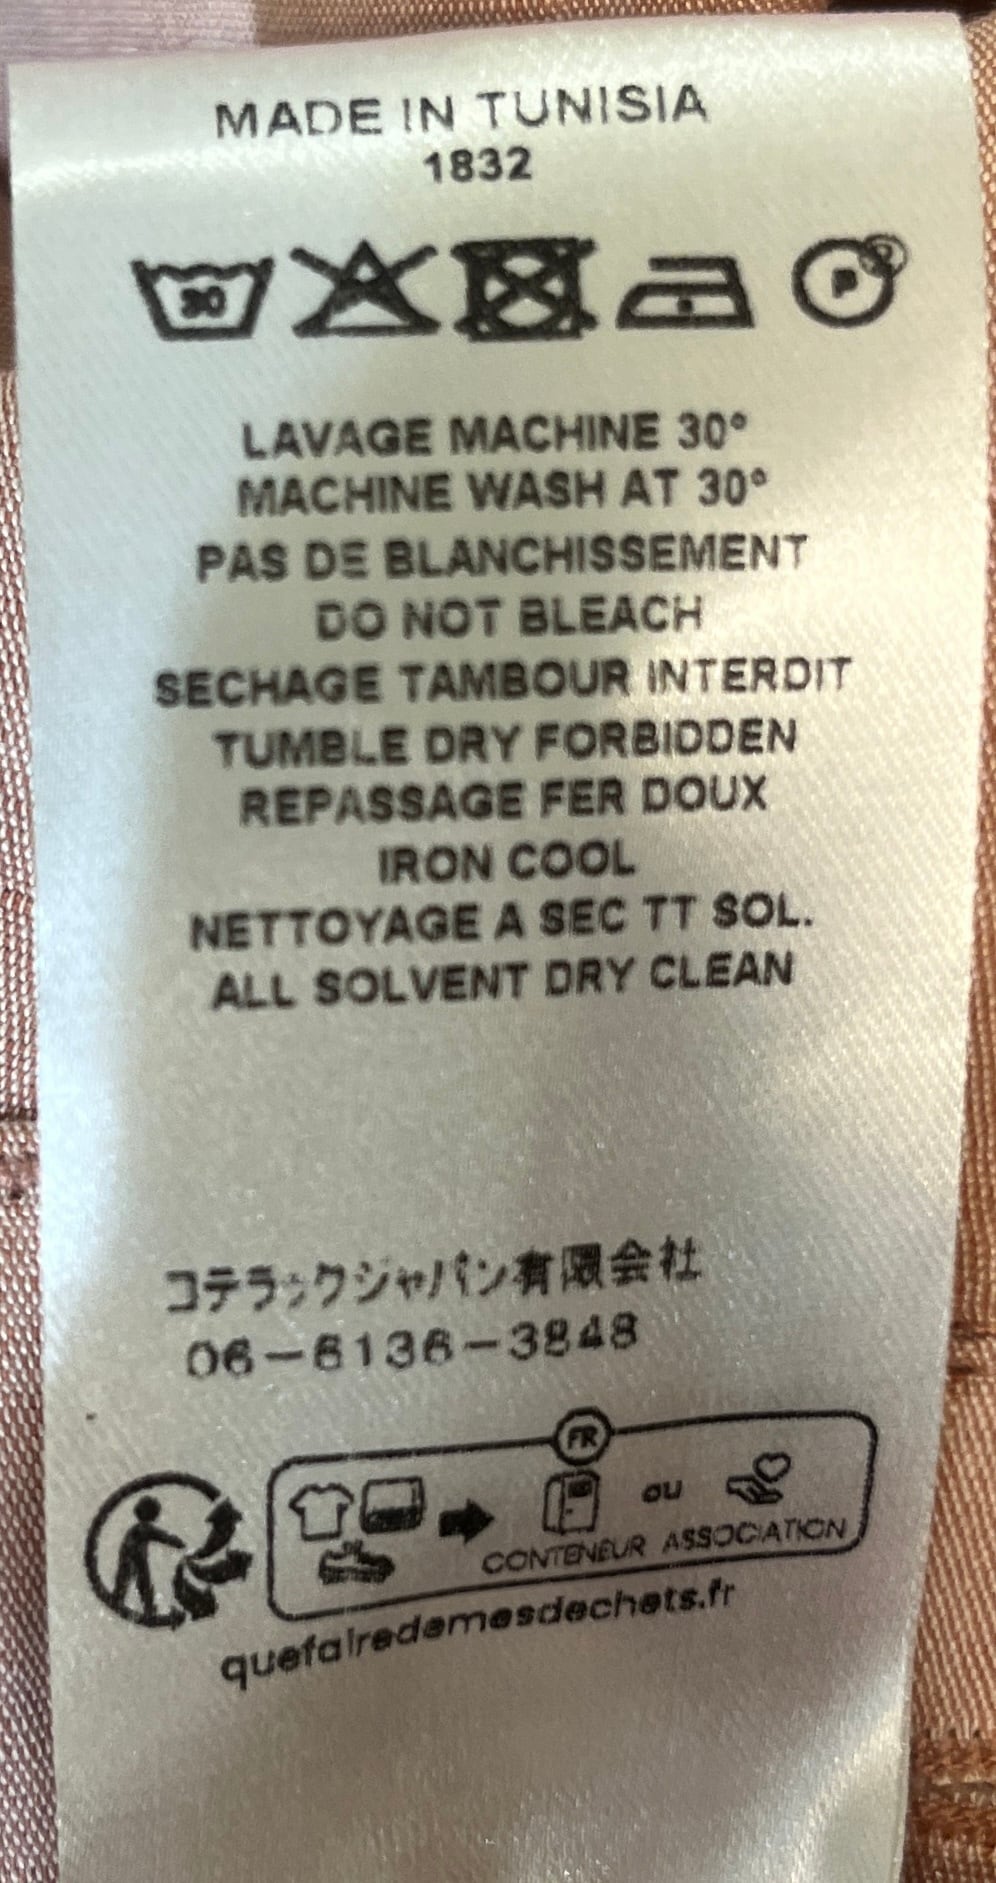 MADE IN TUNISIA
1832
30
P
LAVAGE MACHINE 30°
MACHINE WASH AT 30°
PAS DE BLANCHISSEMENT
DO NOT BLEACH
SECHAGE TAMBOUR INTERDIT
TUMBLE DRY FORBIDDEN
REPASSAGE FER DOUX
IRON COOL
NETTOYAGE A SEC TT SOL.
ALL SOLVENT DRY CLEAN
コテラックジャパン有限会社
06-6136-3848
FR
ou
CONTENEUR ASSOCIATION
quefairedemesdechets.fr